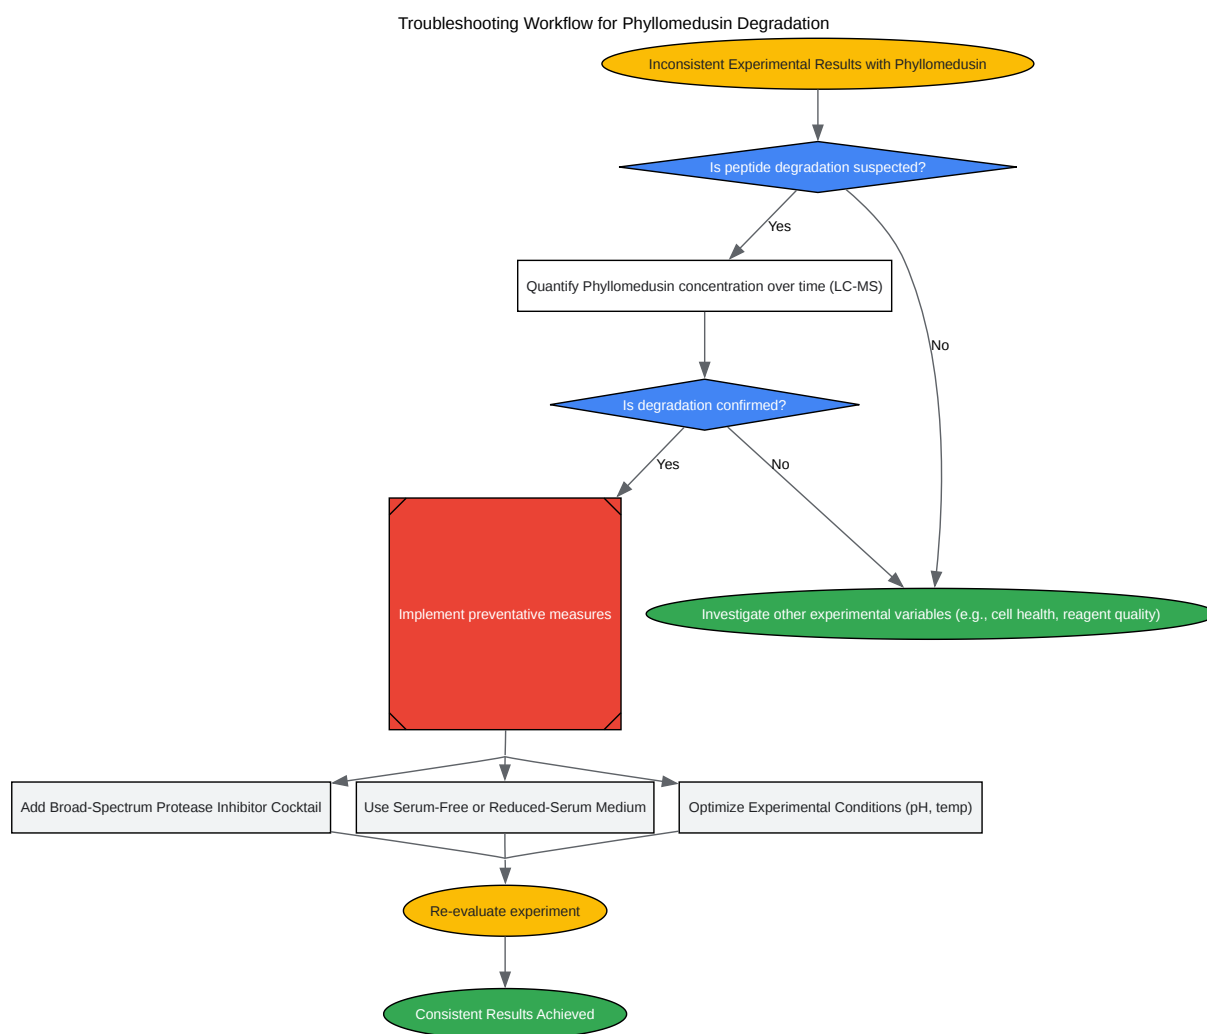 Troubleshooting Workflow for Phyllomedusin Degradation
Inconsistent Experimental Results with Phyllomedusin
Is peptide degradation suspected?
Yes
Quantify Phyllomedusin concentration over time (LC-MS)
No
Is degradation confirmed?
Yes
No
Implement preventative measures
Investigate other experimental variables (e.g., cell health, reagent quality)
Add Broad-Spectrum Protease Inhibitor Cocktail
Use Serum-Free or Reduced-Serum Medium
Optimize Experimental Conditions (pH, temp)
Re-evaluate experiment
Consistent Results Achieved